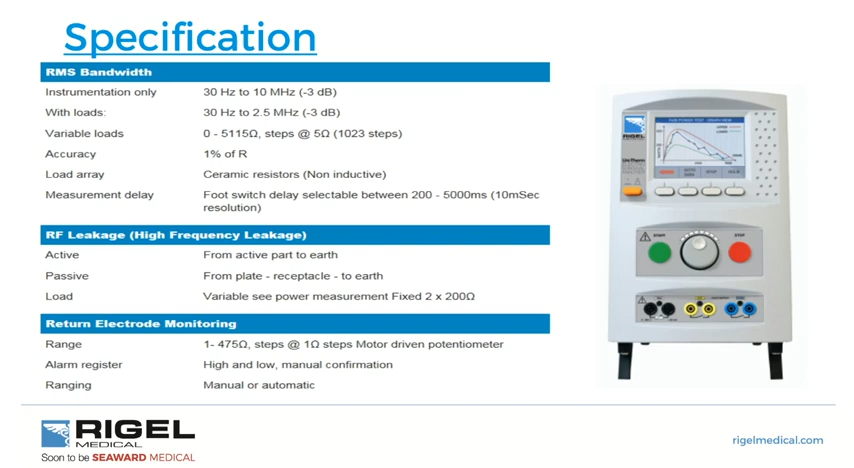 Specification
RMS Bandwidth
Instrumentation only 30 Hz to 10 MHz (-3 dB)
With loads: 30 Hz to 2.5 MHz (-3 dB)
Variable loads 0 - 5115Ω, steps @ 5Ω (1023 steps)
Accuracy 1% of R
Load array Ceramic resistors (Non inductive)
Measurement delay Foot switch delay selectable between 200 - 5000ms (10mSec
resolution)
RF Leakage (High Frequency Leakage)
Active From active part to earth
Passive From plate - receptacle - to earth
Load Variable see power measurement Fixed 2 x 200Ω
Return Electrode Monitoring
Range 1- 475Ω, steps @ 1Ω steps Motor driven potentiometer
Alarm register High and low, manual confirmation
Ranging Manual or automatic
RIGEL
START STOP
RIGEL
MEDICAL
Soon to be SEAWARD MEDICAL
rigelmedical.com